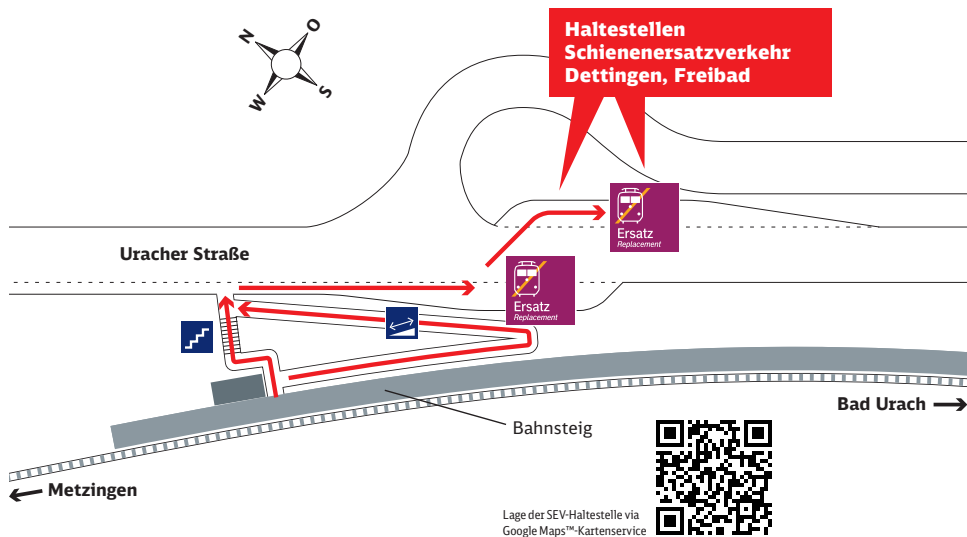 Haltestellen
Schienenersatzverkehr
Dettingen, Freibad
N
O
W
S
Ersatz
Replacement
Uracher Straße
Ersatz
Replacement
Bad Urach
Bahnsteig
Metzingen
Lage der SEV-Haltestelle via
Google Maps™-Kartenservice